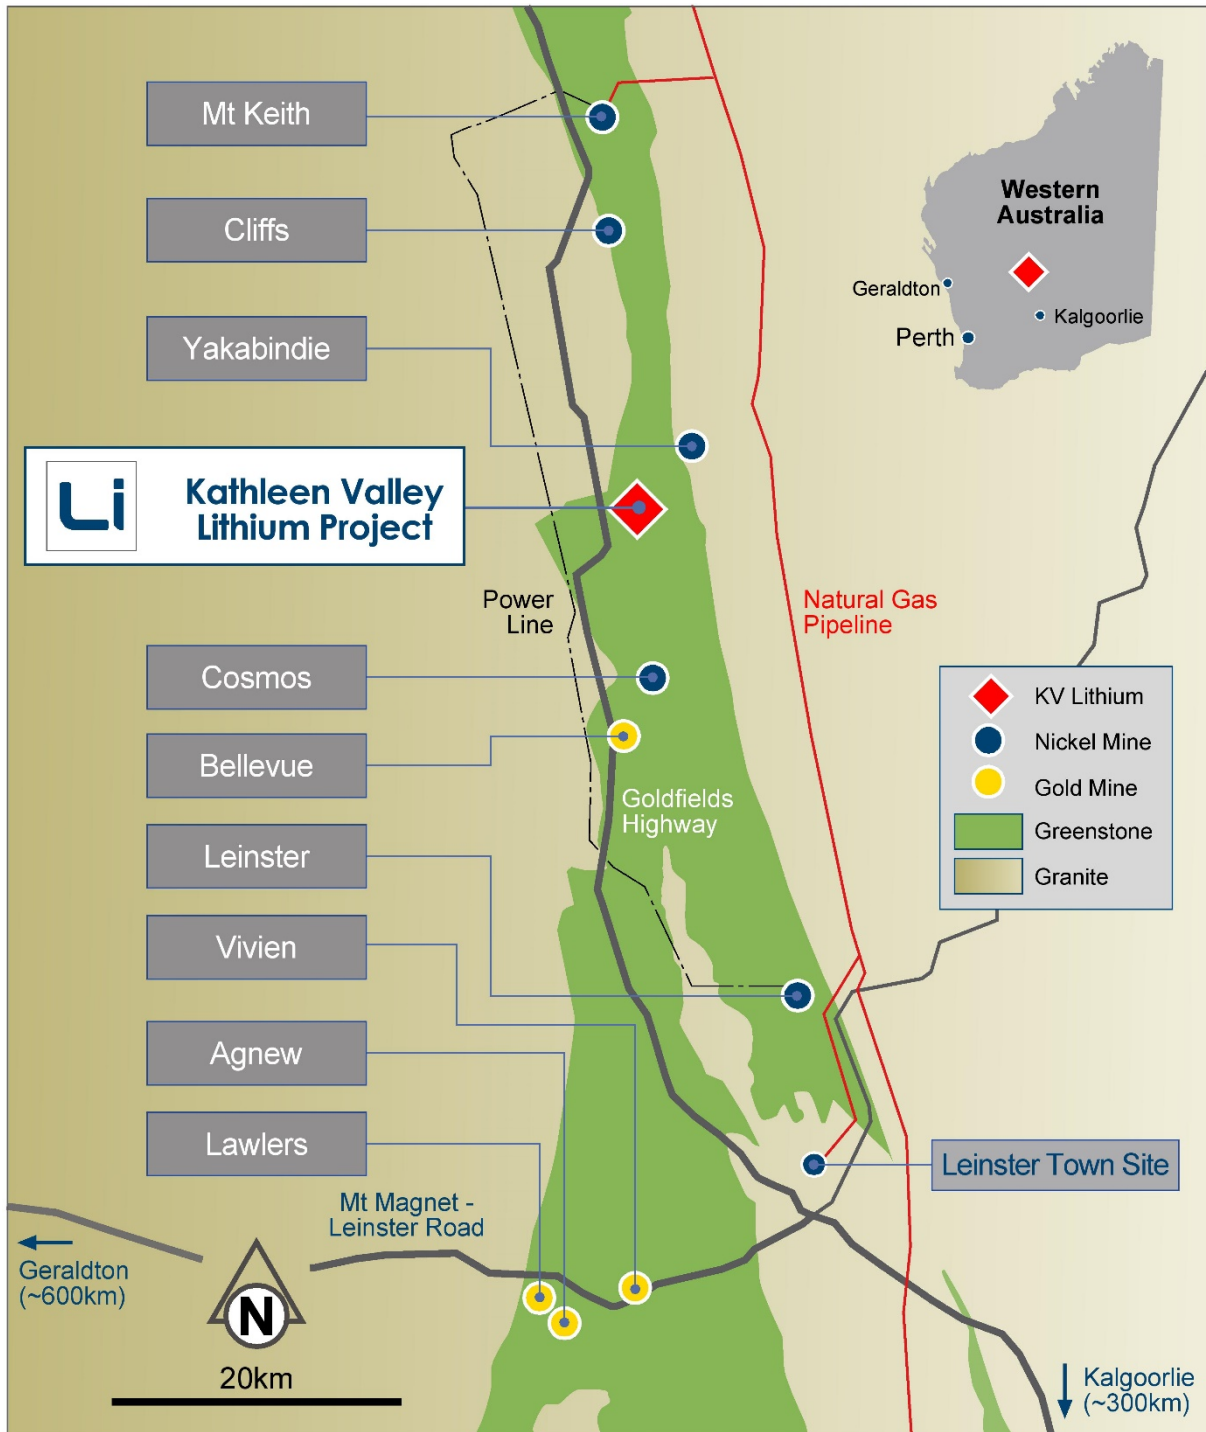 Mt Keith
Cliffs
Yakabindie
Western
Australia
Geraldton
Kalgoorlie
Perth
Li
Kathleen Valley
Lithium Project
Power
Line
Natural Gas
Pipeline
Cosmos
Bellevue
Leinster
Vivien
Agnew
Lawlers
Goldfields
Highway
KV Lithium
Nickel Mine
Gold Mine
Greenstone
Granite
Leinster Town Site
Mt Magnet -
Leinster Road
Geraldton
(~600km)
N
20km
Kalgoorlie
(~300km)